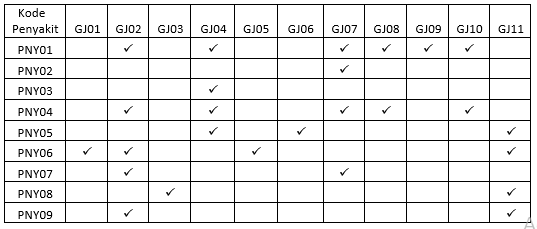 Kode Penyakit GJ01 GJ02 GJ03 GJ04 GJ05 GJ06 GJ07 GJ08 GJ09 GJ10 GJ11
PNY01 ✓ ✓ ✓ ✓ ✓ ✓
PNY02 ✓
PNY03 ✓
PNY04 ✓ ✓ ✓ ✓ ✓
PNY05 ✓ ✓ ✓
PNY06 ✓ ✓ ✓ ✓
PNY07 ✓ ✓
PNY08 ✓ ✓
PNY09 ✓ ✓
A